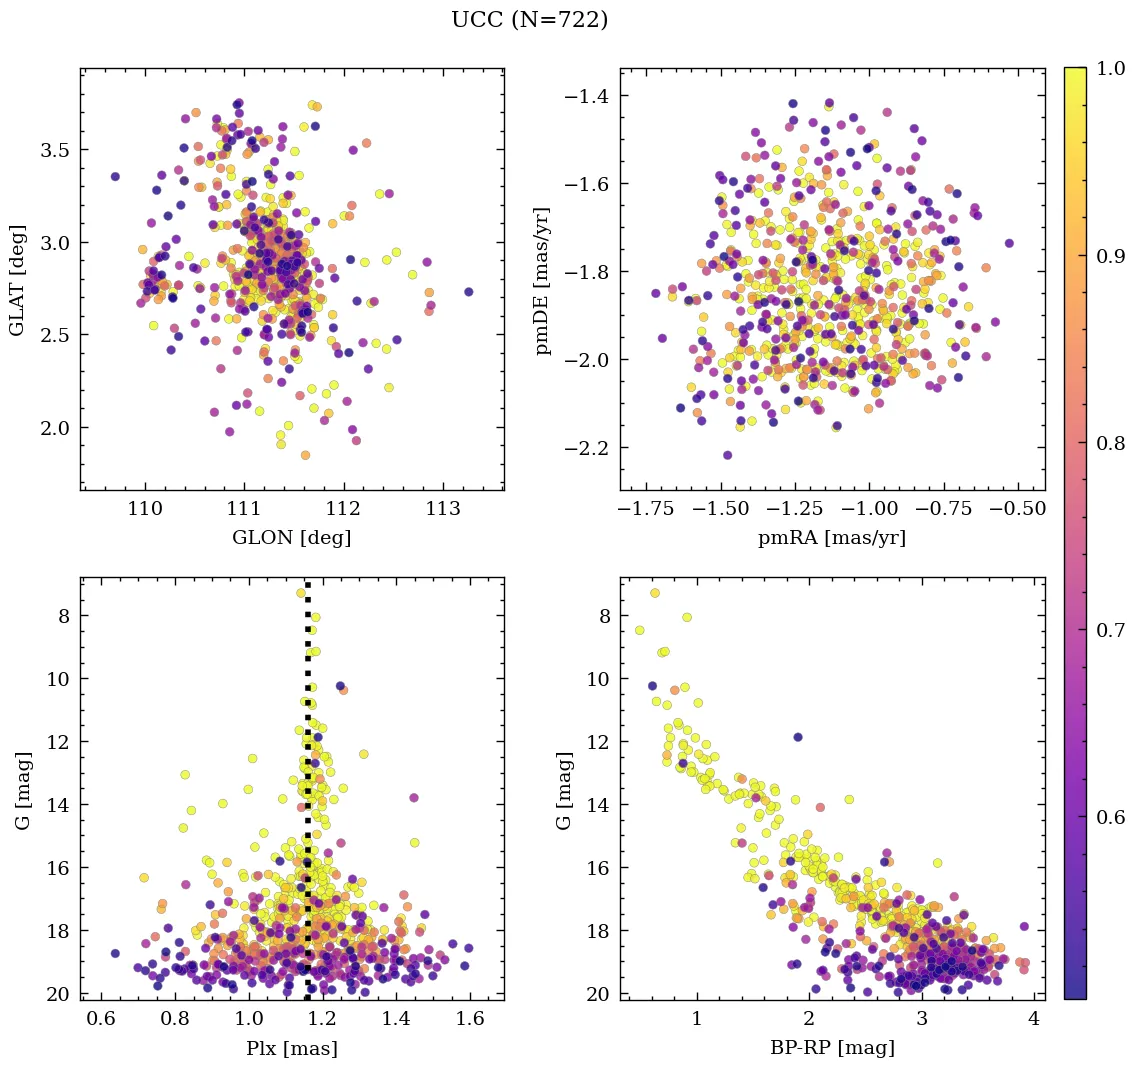 UCC (N=722)
GLAT [deg]
3.5
3.0
2.5
2.0
110 111 112 113
GLON [deg]
pmDE [mas/yr]
−1.4
−1.6
−1.8
−2.0
−2.2
−1.75 −1.50 −1.25 −1.00 −0.75 −0.50
pmRA [mas/yr]
1.0
0.9
0.8
0.7
0.6
G [mag]
8
10
12
14
16
18
20
0.6 0.8 1.0 1.2 1.4 1.6
Plx [mas]
G [mag]
8
10
12
14
16
18
20
1 2 3 4
BP-RP [mag]